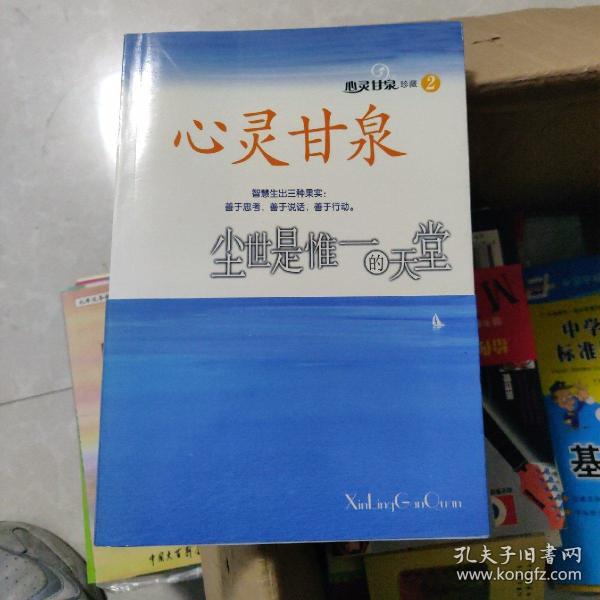 心灵甘泉 珍藏 2
心灵甘泉
智慧生出三种果实：
善于思考、善于说话、善于行动。
尘世是惟一的天堂
XinLingGanQuan
M
中学
标准
基
孔夫子旧书网
www.kongfz.com